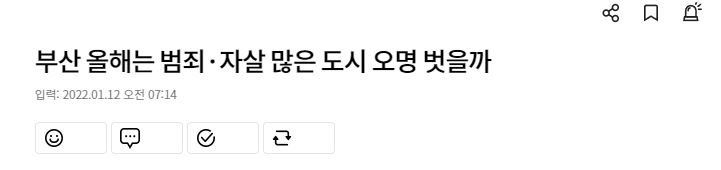 부산 올해는 범죄·자살 많은 도시 오명 벗을까
입력: 2022.01.12 오전 07:14